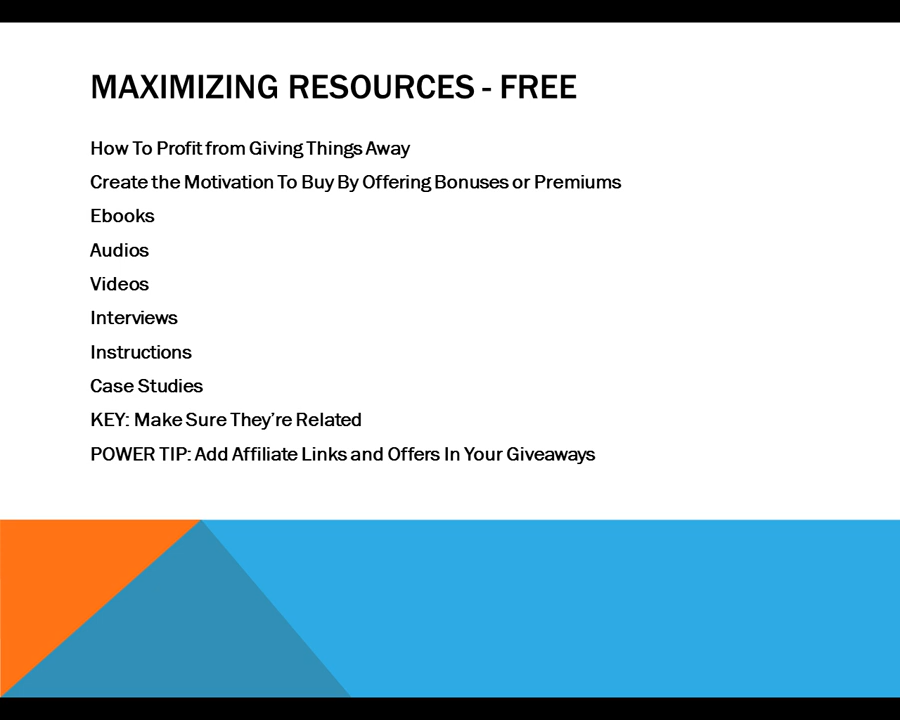 MAXIMIZING RESOURCES - FREE
How To Profit from Giving Things Away
Create the Motivation To Buy By Offering Bonuses or Premiums
Ebooks
Audios
Videos
Interviews
Instructions
Case Studies
KEY: Make Sure They’re Related
POWER TIP: Add Affiliate Links and Offers In Your Giveaways